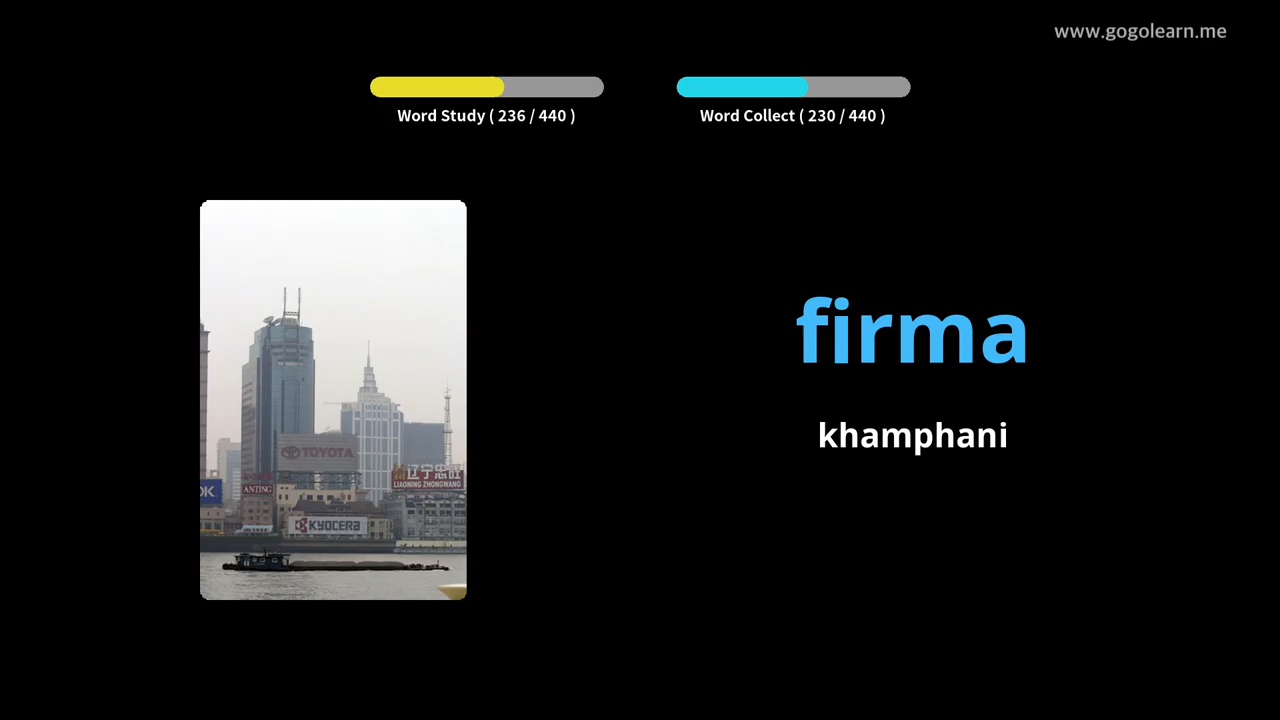 www.gogolearn.me
Word Study ( 236 / 440 )
Word Collect ( 230 / 440 )
firma
khamphani
TOYOTA
辽宁忠旺
LIAONING ZHONGWANG
OK
ANTING
KYOCERA